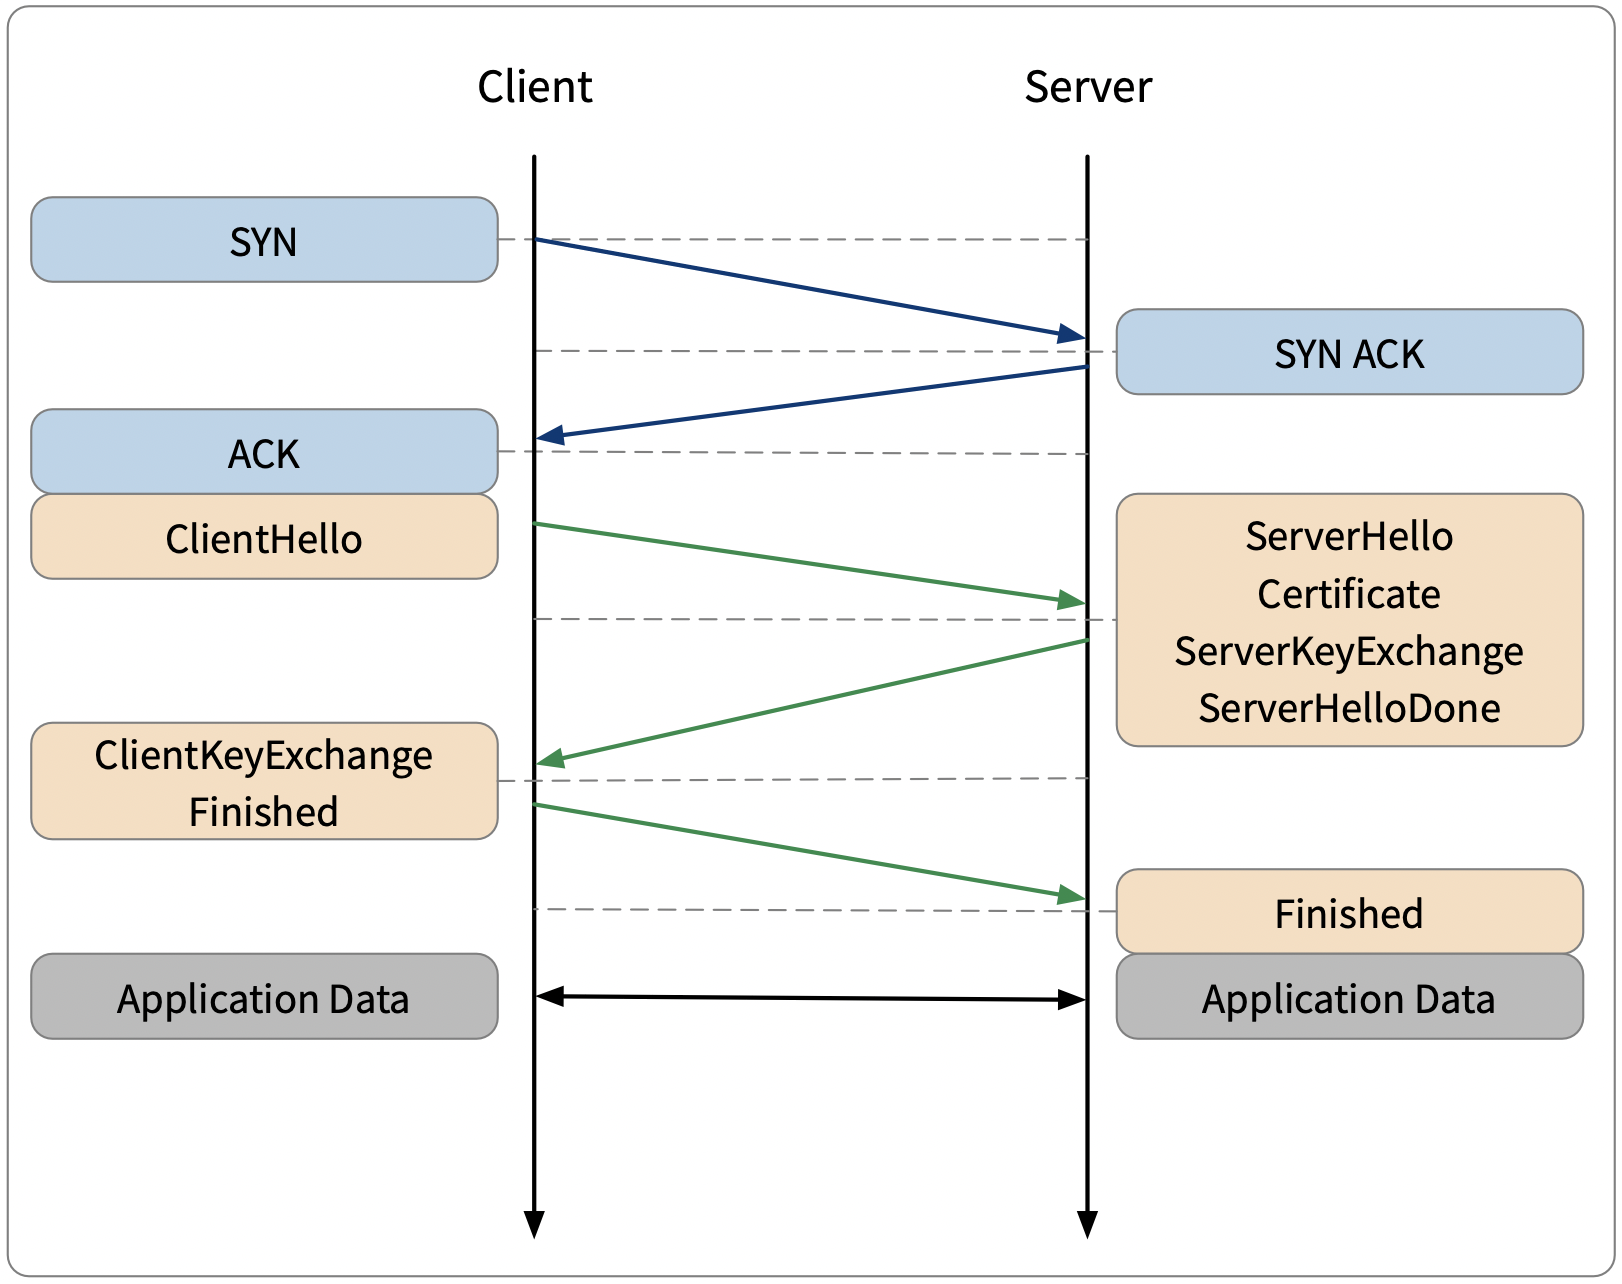 Client
Server
SYN
SYN ACK
ACK
ClientHello
ServerHello
Certificate
ServerKeyExchange
ServerHelloDone
ClientKeyExchange
Finished
Finished
Application Data
Application Data